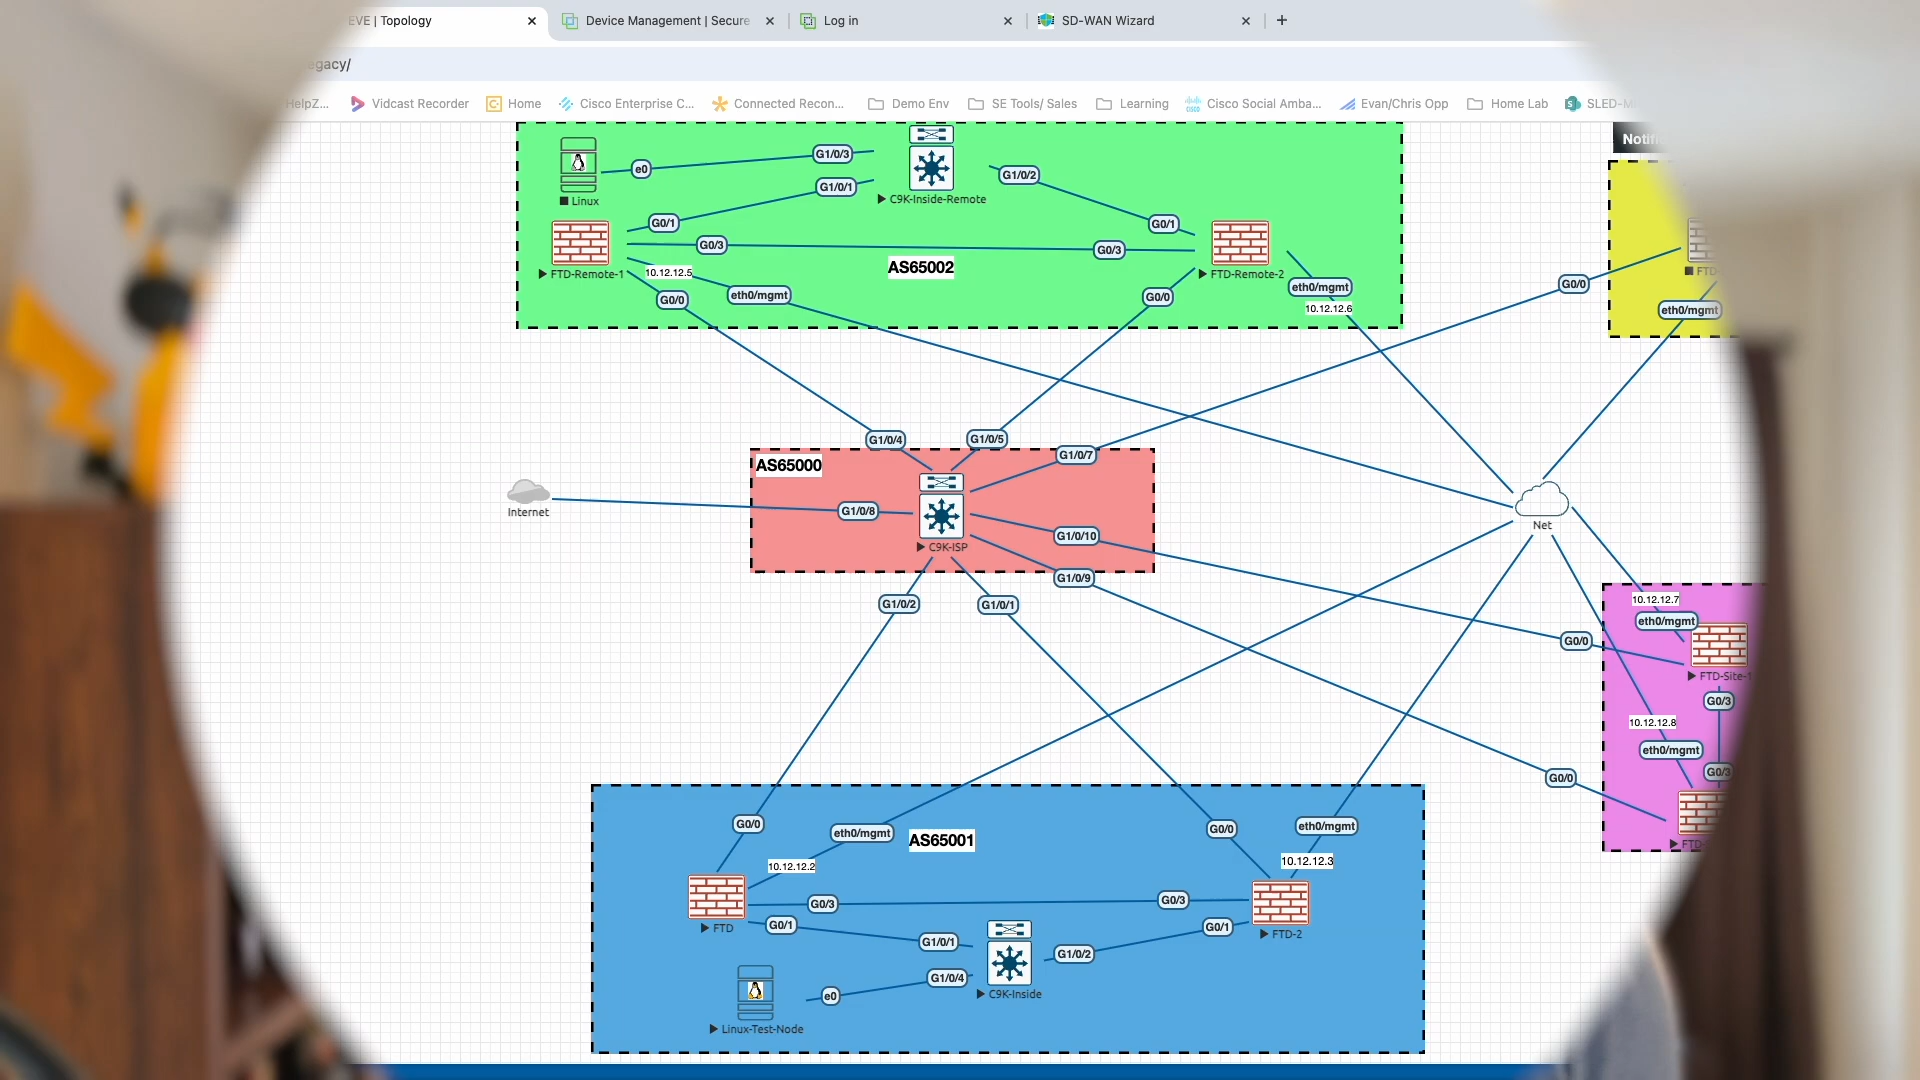 EVE | Topology
Device Management | Secure
Log in
SD-WAN Wizard
egacy/
HelpZ...
Vidcast Recorder
Home
Cisco Enterprise C...
Connected Recon...
Demo Env
SE Tools/ Sales
Learning
Cisco Social Amba...
Evan/Chris Opp
Home Lab
e0
G1/0/3
G1/0/1
G1/0/2
Linux
C9K-Inside-Remote
G0/1
G0/1
G0/3
G0/3
FTD-Remote-1
10.12.12.5
AS65002
FTD-Remote-2
G0/0
eth0/mgmt
G0/0
eth0/mgmt
10.12.12.6
G0/0
FTD
eth0/mgmt
G1/0/4
G1/0/5
G1/0/7
AS65000
Internet
G1/0/8
G1/0/10
C9K-ISP
G1/0/9
G1/0/2
G1/0/1
Net
10.12.12.7
eth0/mgmt
G0/0
FTD-Site-1
G0/3
10.12.12.8
eth0/mgmt
G0/3
G0/0
FTD
G0/0
eth0/mgmt
AS65001
G0/0
eth0/mgmt
10.12.12.2
10.12.12.3
G0/3
G0/3
FTD
G0/1
G0/1
FTD-2
G1/0/1
G1/0/2
G1/0/4
e0
C9K-Inside
Linux-Test-Node